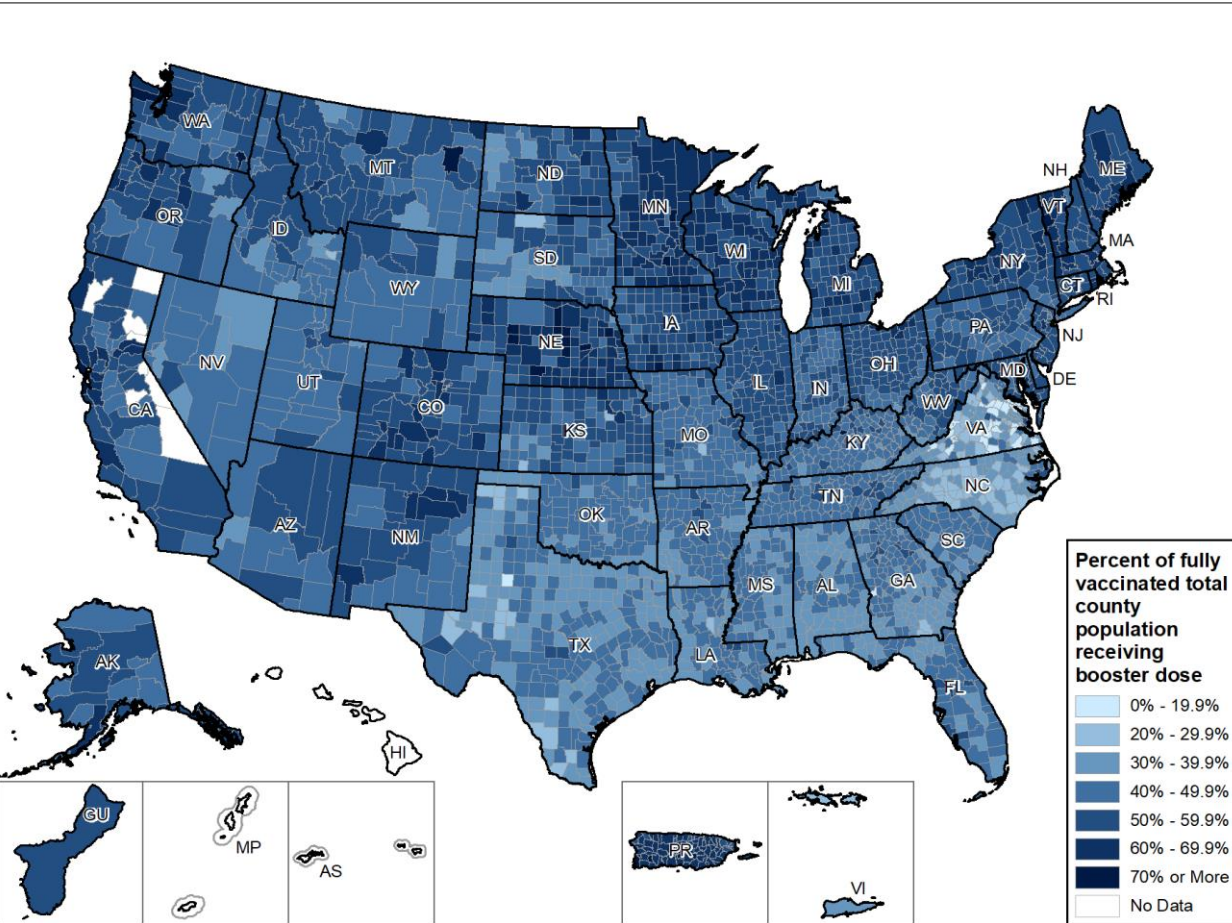 WA
MT
ND
MN
OR
ID
SD
WI
MI
WY
NV
UT
CO
NE
IA
CA
AZ
NM
KS
MO
IL
IN
OH
KY
WV
VA
PA
NY
NH
VT
ME
MA
CT
RI
NJ
DE
MD
OK
AR
TN
NC
SC
TX
LA
MS
AL
GA
FL
AK
HI
GU
MP
AS
PR
VI
Percent of fully
vaccinated total
county
population
receiving
booster dose
0% - 19.9%
20% - 29.9%
30% - 39.9%
40% - 49.9%
50% - 59.9%
60% - 69.9%
70% or More
No Data